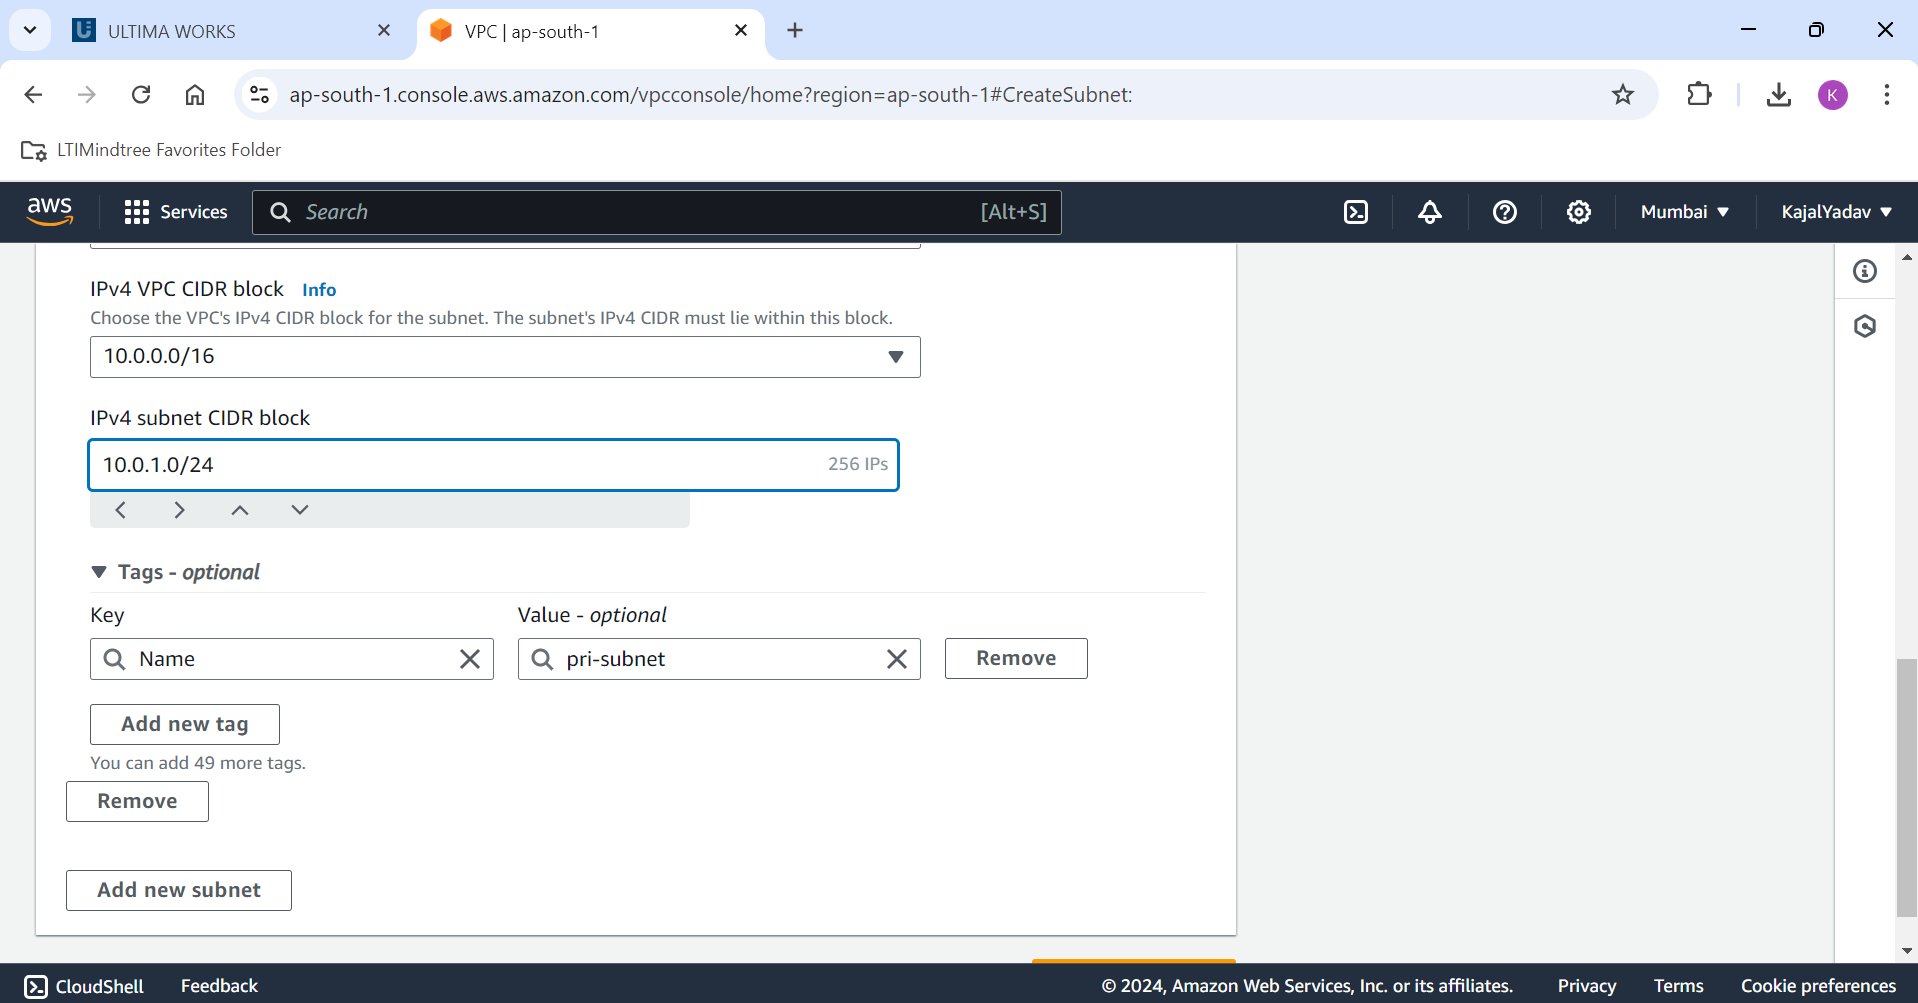 ULTIMA WORKS
VPC | ap-south-1
ap-south-1.console.aws.amazon.com/vpcconsole/home?region=ap-south-1#CreateSubnet:
K
LTIMindtree Favorites Folder
aws
Services
Search
[Alt+S]
Mumbai
KajalYadav
IPv4 VPC CIDR block Info
Choose the VPC's IPv4 CIDR block for the subnet. The subnet's IPv4 CIDR must lie within this block.
10.0.0.0/16
IPv4 subnet CIDR block
10.0.1.0/24
256 IPs
Tags - optional
Key
Value - optional
Name
pri-subnet
Remove
Add new tag
You can add 49 more tags.
Remove
Add new subnet
CloudShell
Feedback
© 2024, Amazon Web Services, Inc. or its affiliates.
Privacy
Terms
Cookie preferences